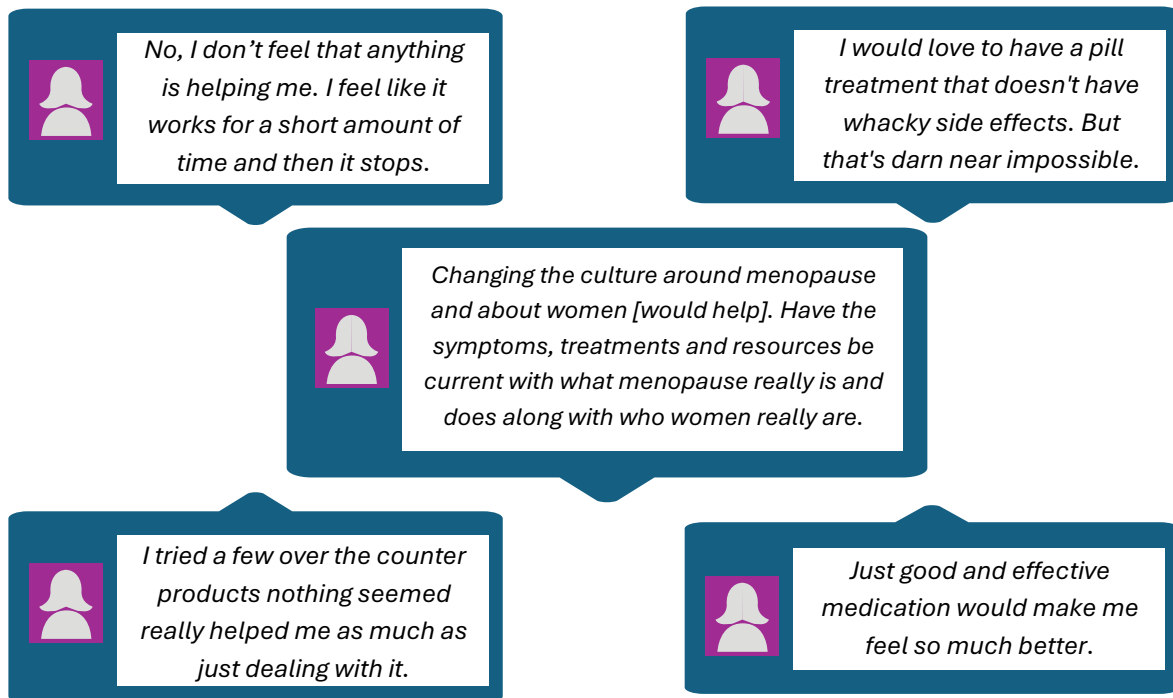 No, I don’t feel that anything
is helping me. I feel like it
works for a short amount of
time and then it stops.
I would love to have a pill
treatment that doesn't have
whacky side effects. But
that's darn near impossible.
Changing the culture around menopause
and about women [would help]. Have the
symptoms, treatments and resources be
current with what menopause really is and
does along with who women really are.
I tried a few over the counter
products nothing seemed
really helped me as much as
just dealing with it.
Just good and effective
medication would make me
feel so much better.